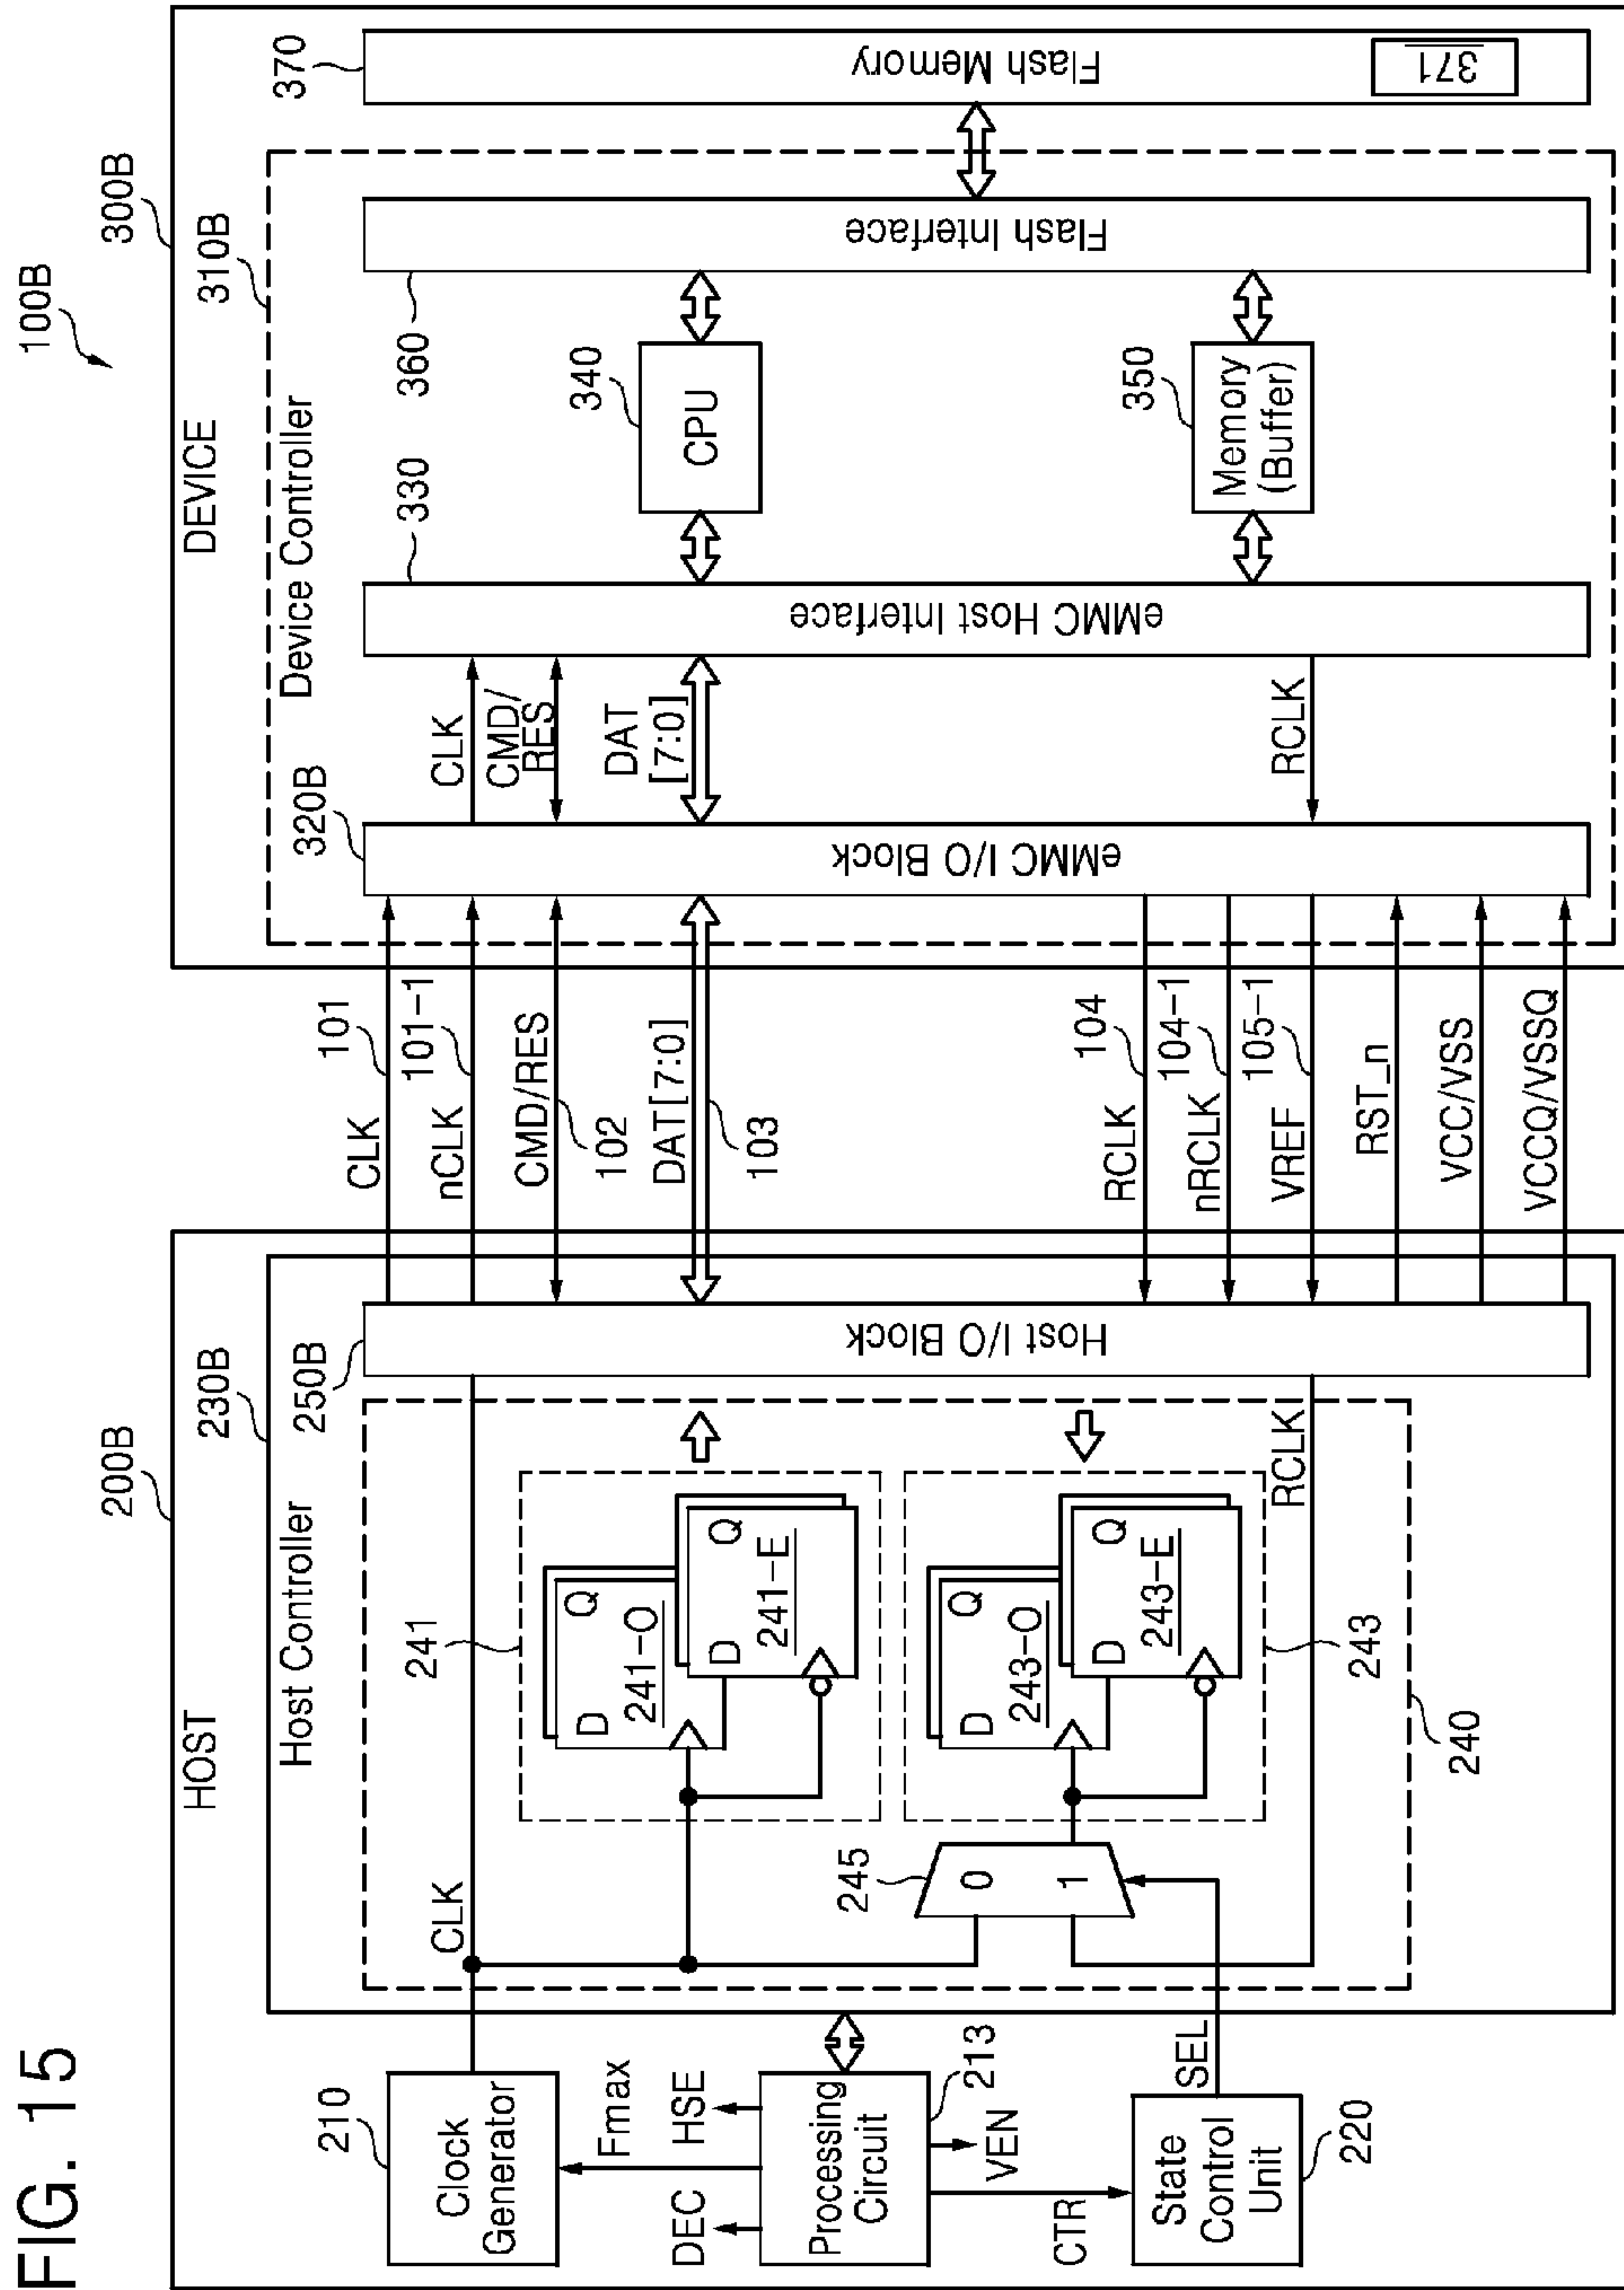 FIG. 15
100B
200B
HOST
210
Clock
Generator
Fmax
DEC
HSE
Processing
Circuit
213
VEN
CTR
State
Control
Unit
220
SEL
230B
Host Controller
CLK
241
D
Q
241-O
D
Q
241-E
245
0
1
D
Q
243-O
D
Q
243-E
243
240
RCLK
250B
Host I/O Block
CLK
101
nCLK
101-1
CMD/RES
102
DAT[7:0]
103
RCLK
104
nRCLK
104-1
VREF
105-1
RST_n
VCC/VSS
VCCQ/VSSQ
300B
DEVICE
310B
Device Controller
320B
eMMC I/O Block
CLK
CMD/
RES
DAT
[7:0]
RCLK
330
eMMC Host Interface
340
CPU
350
Memory
(Buffer)
360
Flash Interface
370
Flash Memory
371